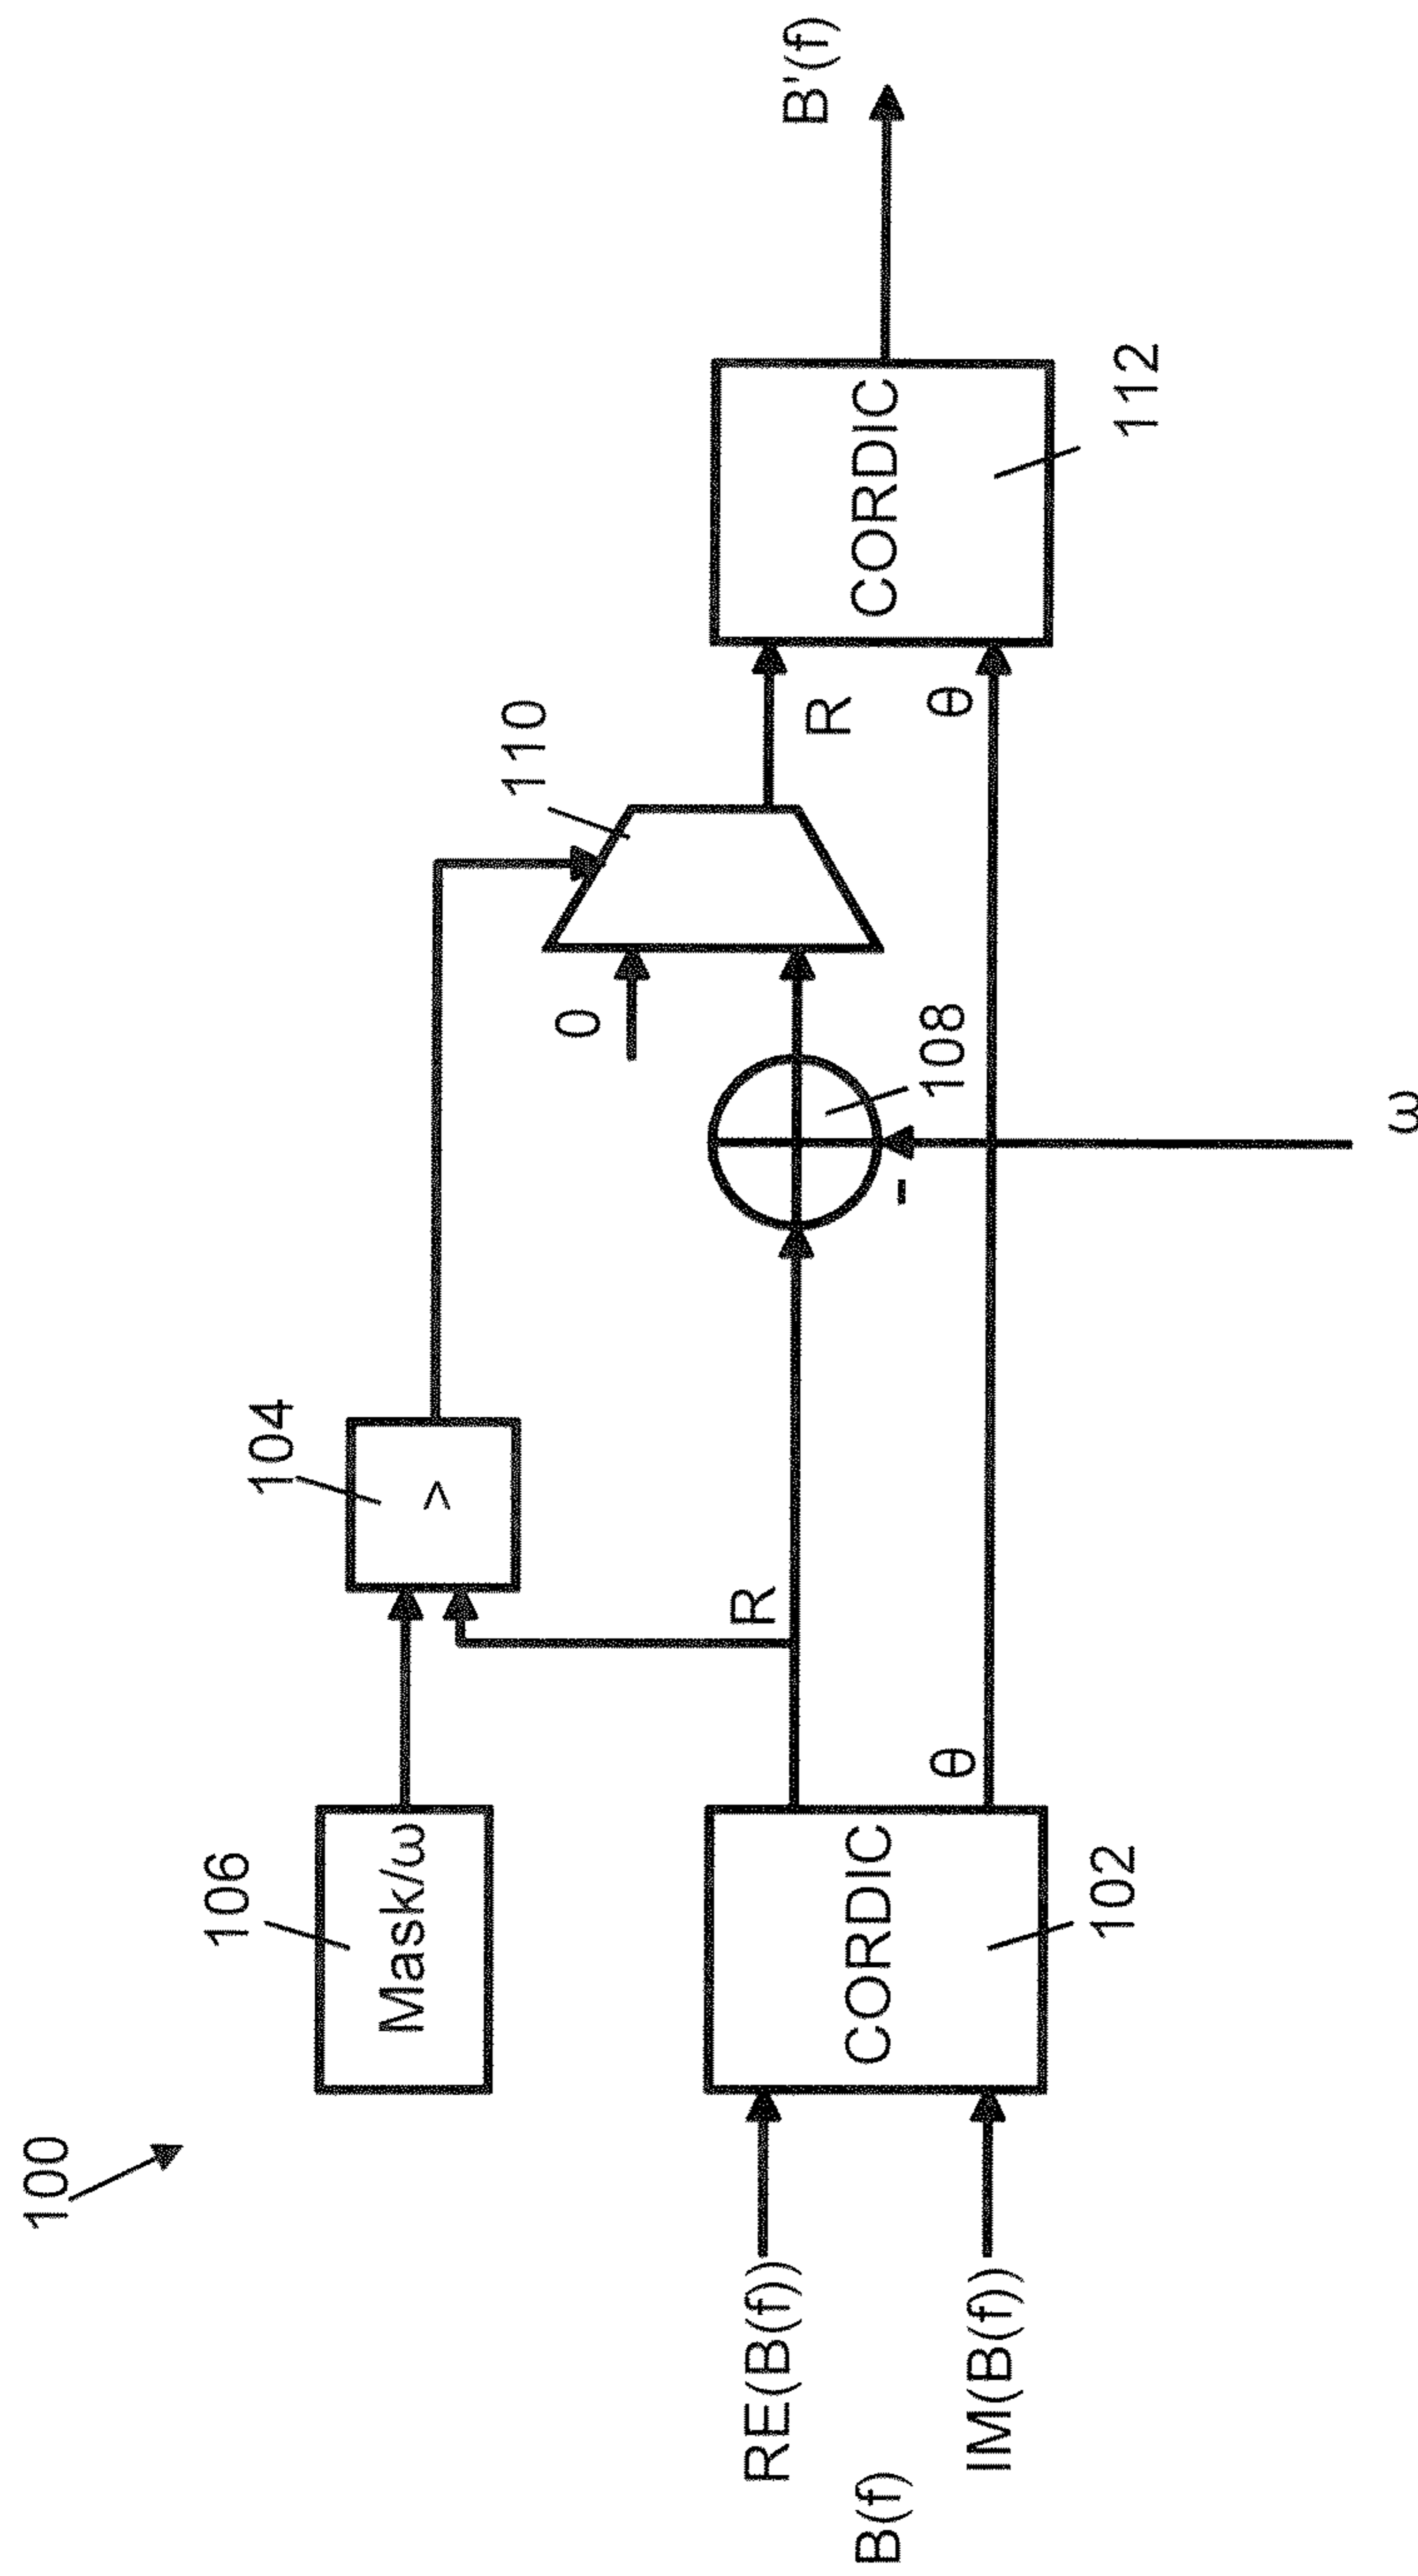 100
106
104
Mask/ω
>
110
0
B'(f)
RE(B(f))
R
R
B(f)
CORDIC
CORDIC
-
108
IM(B(f))
θ
θ
102
112
ω